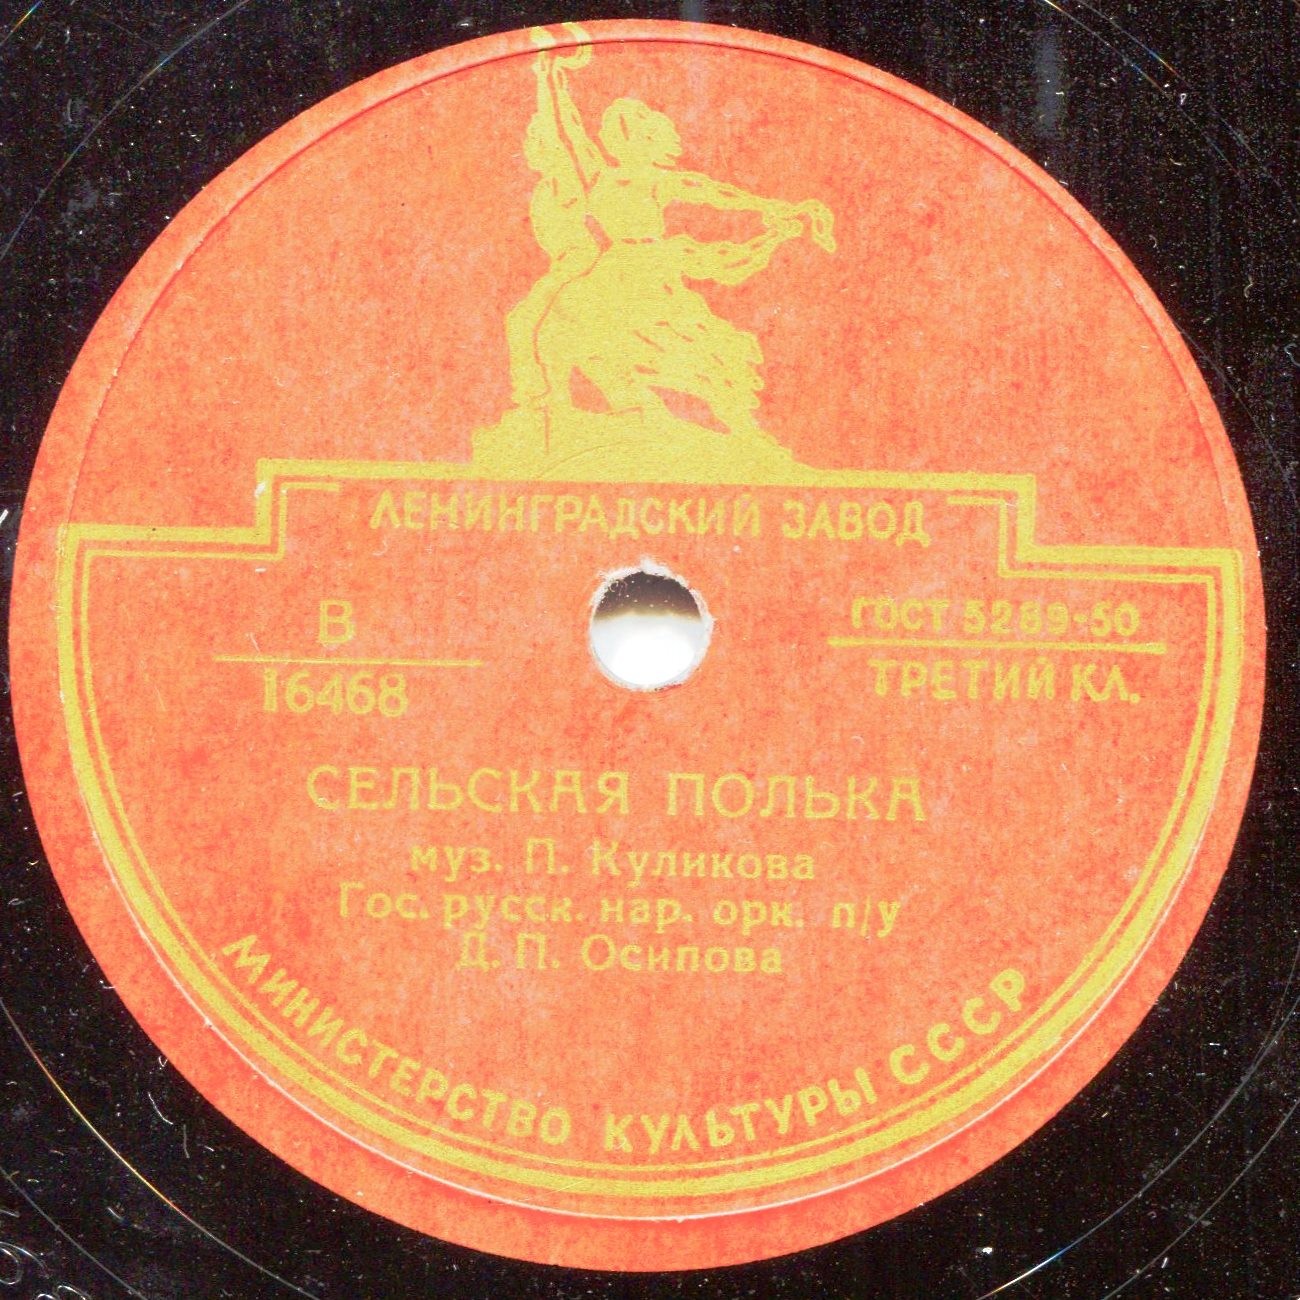 ЛЕНИНГРАДСКИЙ ЗАВОД
В
16468
ГОСТ 5289-50
ТРЕТИЙ КЛ.
СЕЛЬСКАЯ ПОЛЬКА
муз. П. Куликова
Гос. русск. нар. орк. п/у
Д. П. Осипова
МИНИСТЕРСТВО КУЛЬТУРЫ СССР